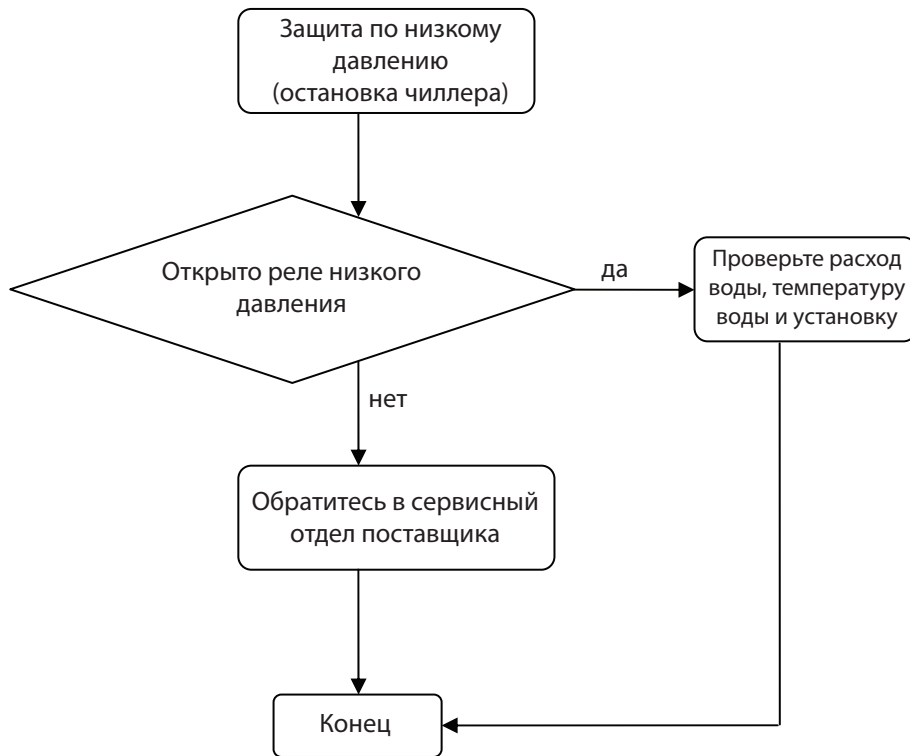 Защита по низкому
давлению
(остановка чиллера)
Открыто реле низкого
давления
да
Проверьте расход
воды, температуру
воды и установку
нет
Обратитесь в сервисный
отдел поставщика
Конец